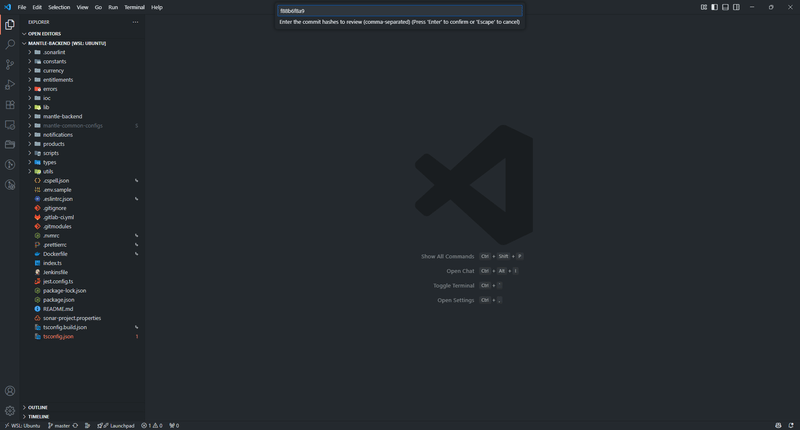 File Edit Selection View Go Run Terminal Help
Enter the commit hashes to review (comma-separated) (Press 'Enter' to confirm or 'Escape' to cancel)
EXPLORER
OPEN EDITORS
MANTLE-BACKEND [WSL: UBUNTU]
.sonarlint
constants
currency
entitlements
errors
ioc
lib
mantle-backend
mantle-common-configs
notifications
products
scripts
types
utils
.cspell.json
.env.sample
.eslintrc.json
.gitignore
.gitlab-ci.yml
.gitmodules
.nvmrc
.prettierrc
Dockerfile
index.ts
Jenkinsfile
jest.config.ts
package-lock.json
package.json
README.md
sonar-project.properties
tsconfig.build.json
tsconfig.json 1
Show All Commands Ctrl + Shift + P
Open Chat Ctrl + Alt + I
Toggle Terminal Ctrl + `
Open Settings Ctrl + ,
OUTLINE
TIMELINE
WSL: Ubuntu master Launchpad 1 0 0